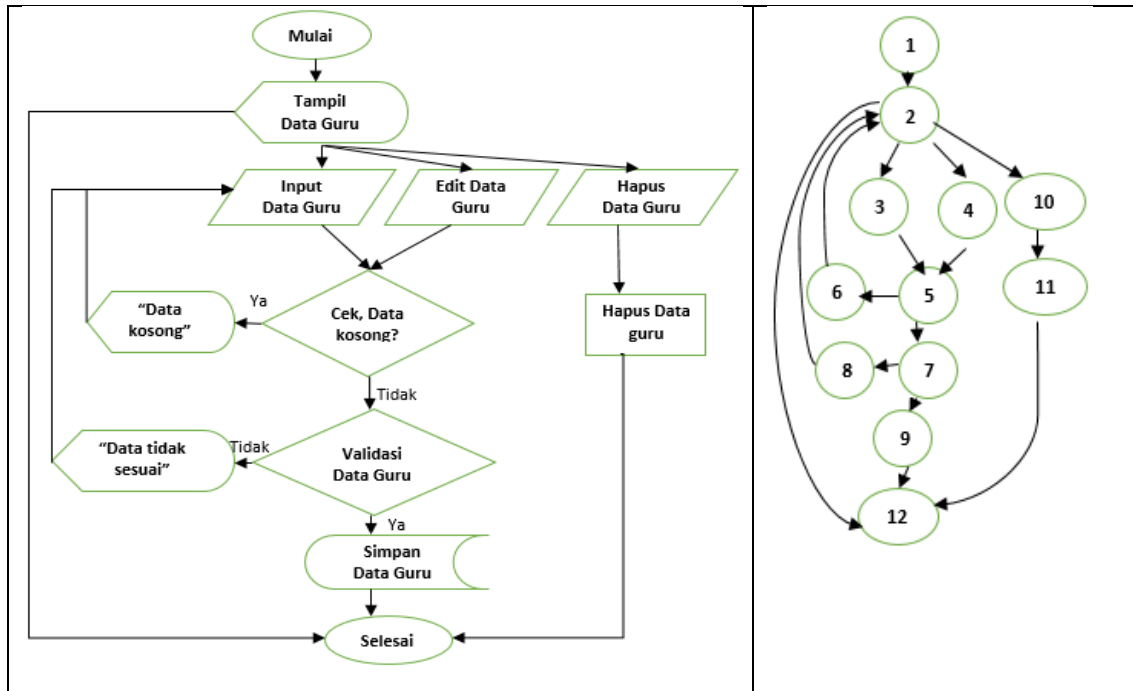 Mulai
Tampil
Data Guru
Input
Data Guru
Edit Data
Guru
Hapus
Data Guru
“Data
kosong”
Ya
Cek, Data
kosong?
Hapus Data
guru
Tidak
“Data tidak
sesuai”
Tidak
Validasi
Data Guru
Ya
Simpan
Data Guru
Selesai
1
2
3
4
10
6
5
11
8
7
9
12